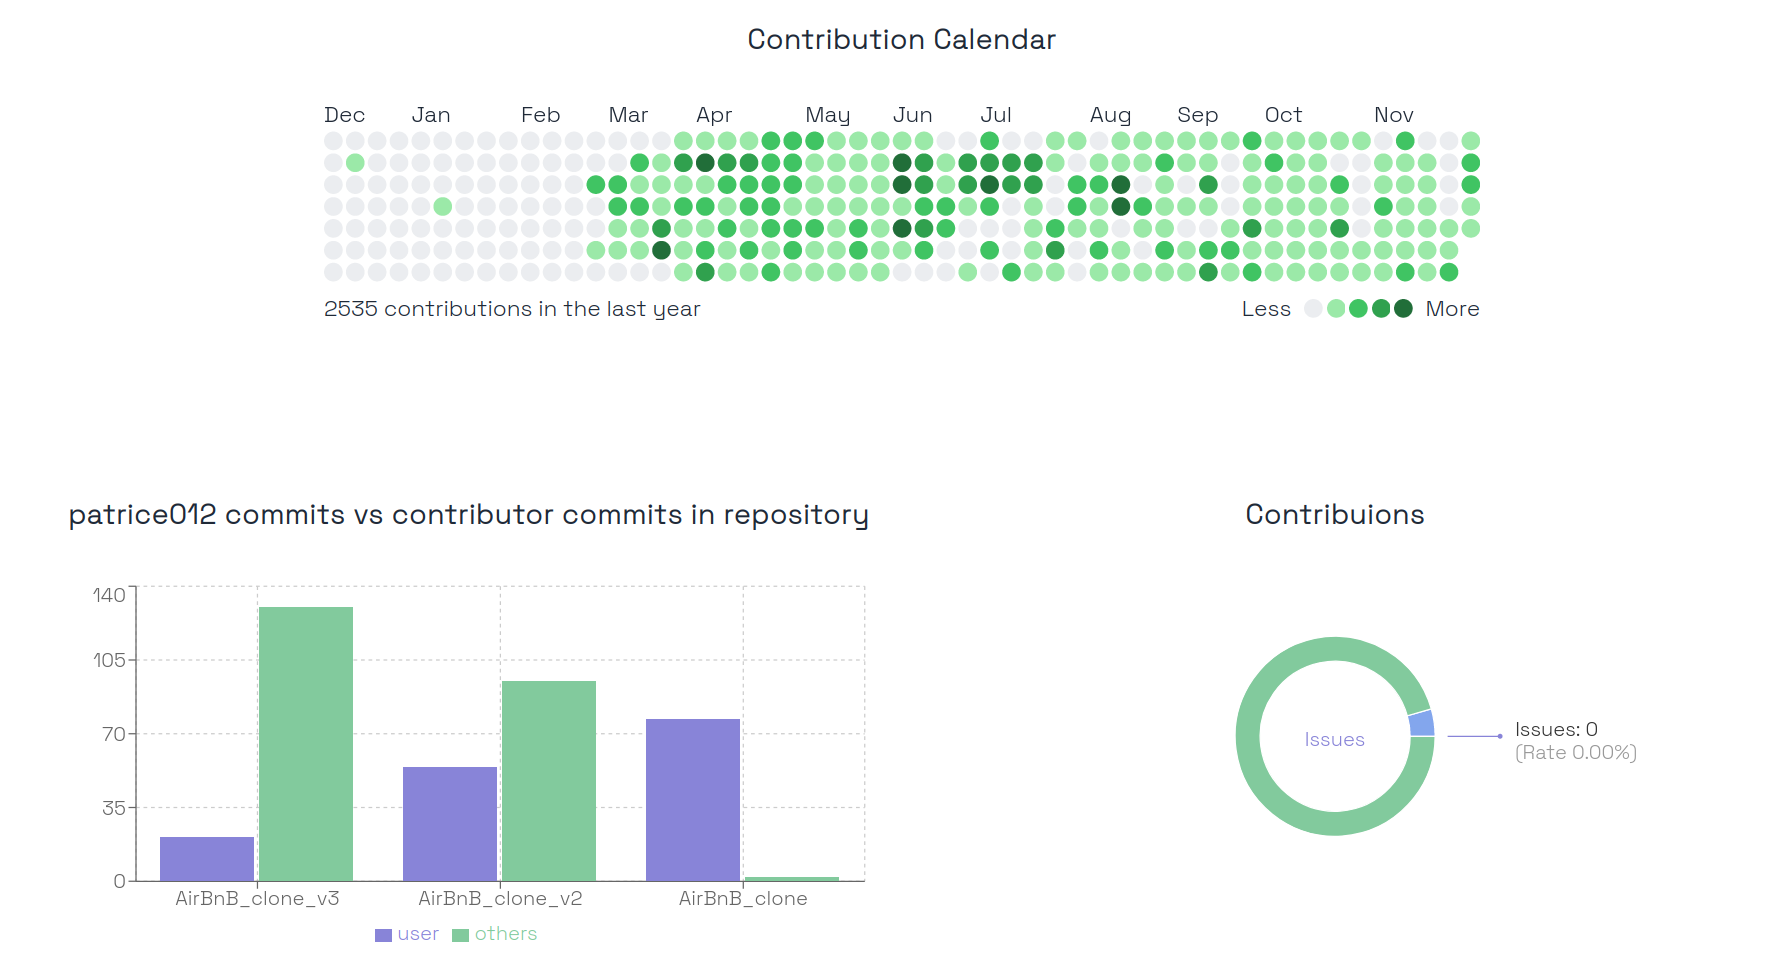 Contribution Calendar
Dec Jan Feb Mar Apr May Jun Jul Aug Sep Oct Nov
2535 contributions in the last year
Less More
patrice012 commits vs contributor commits in repository
140
105
70
35
0
AirBnB_clone_v3 AirBnB_clone_v2 AirBnB_clone
user others
Contribuions
Issues
Issues: 0
(Rate 0.00%)